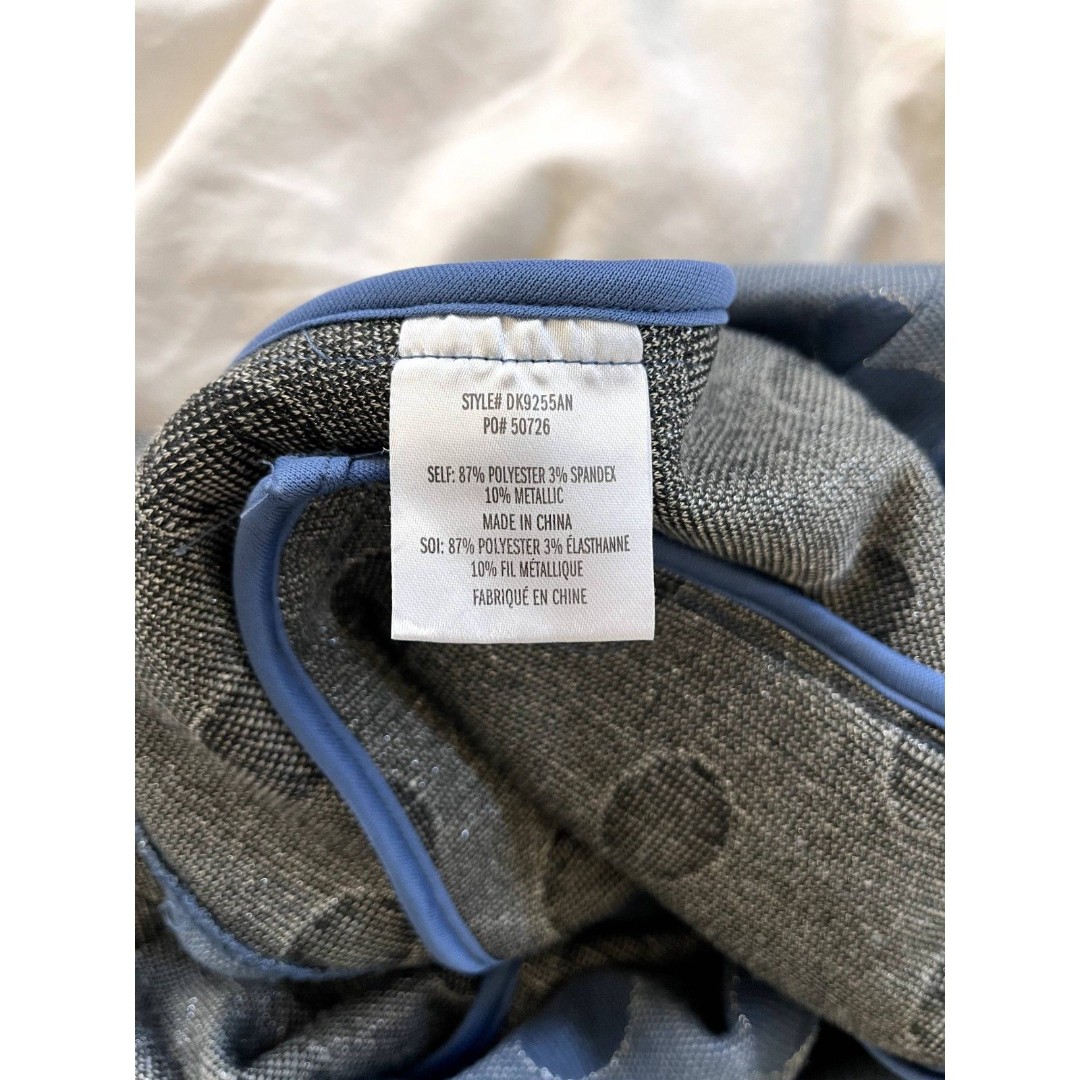 STYLE# DK9255AN
PO# 50726
SELF: 87% POLYESTER 3% SPANDEX
10% METALLIC
MADE IN CHINA
SOI: 87% POLYESTER 3% ÉLASTHANNE
10% FIL MÉTALLIQUE
FABRIQUÉ EN CHINE